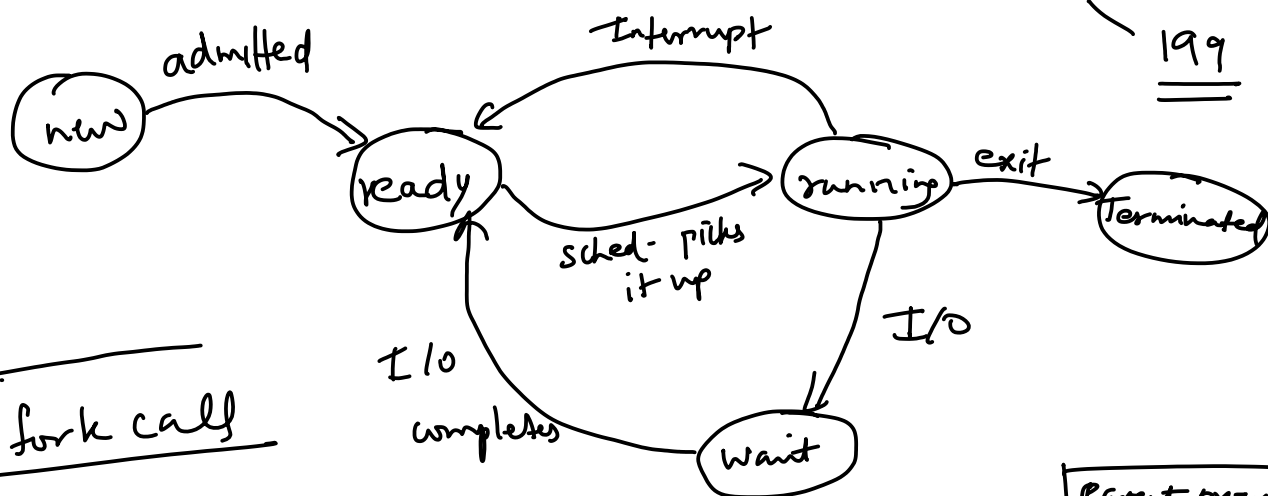 Interrupt
199
admitted
new
exit
ready
running
Terminated
sched- picks
it up
I/O
I/O
completes
fork call
wait